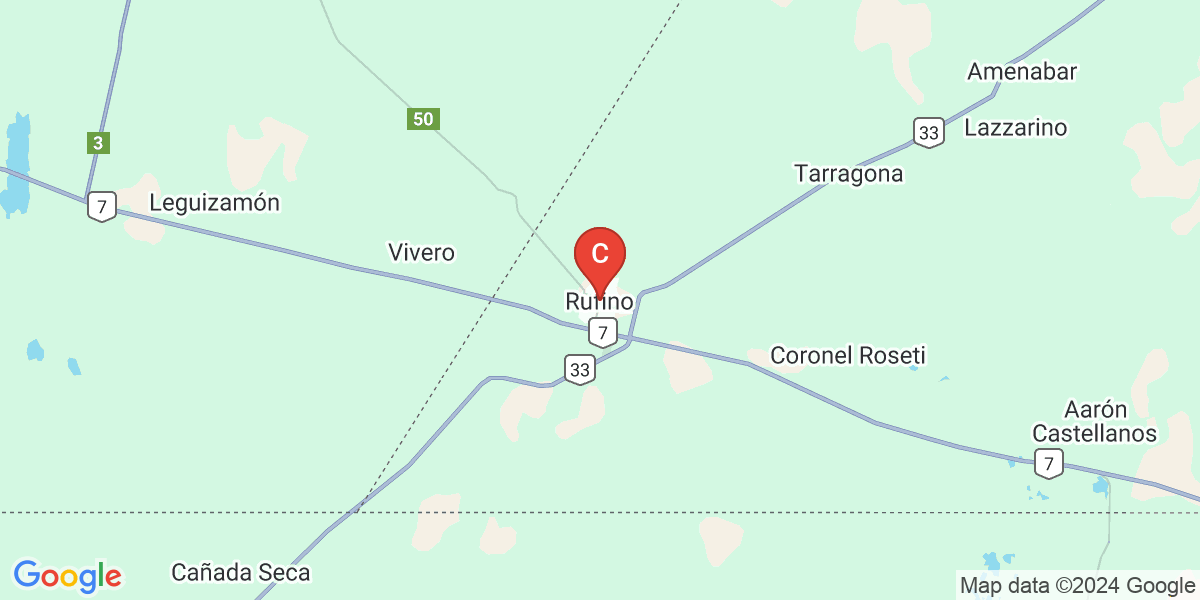 Amenabar
50
33
Lazzarino
3
Tarragona
7
Leguizamón
Vivero
C
Rufino
7
Coronel Roseti
33
Aarón
Castellanos
7
Cañada Seca
Google
Map data ©2024 Google